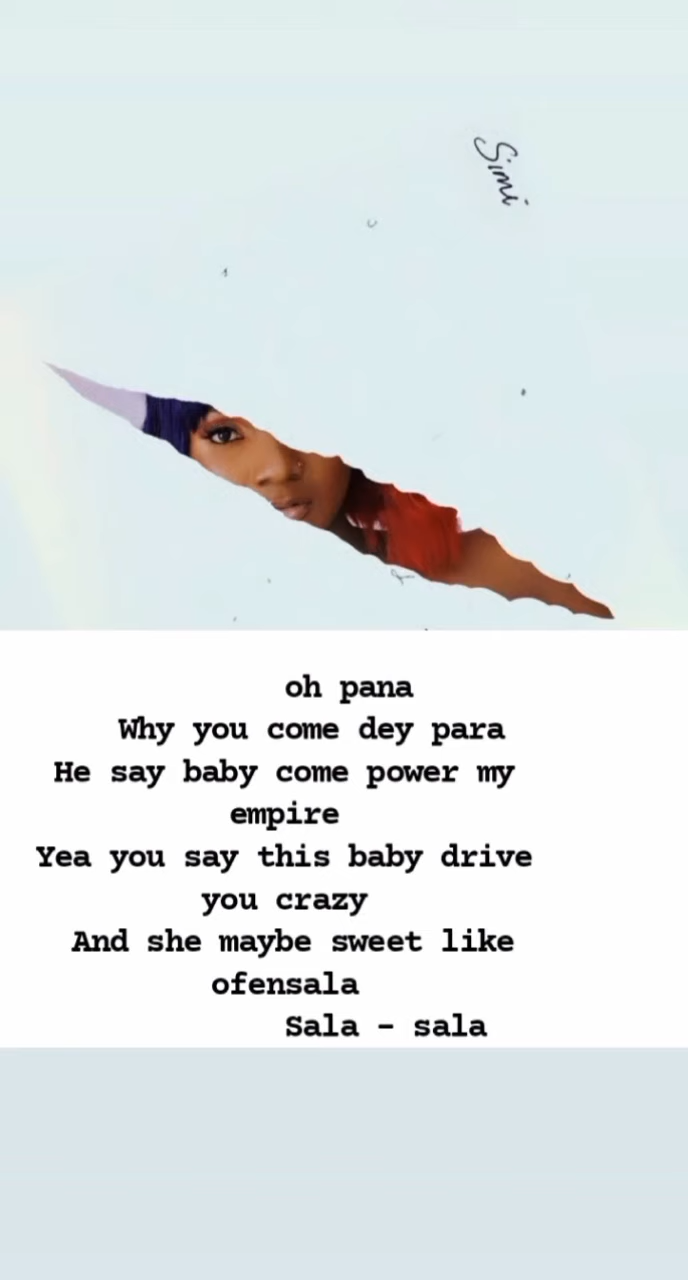 Simi
oh pana
Why you come dey para
He say baby come power my
empire
Yea you say this baby drive
you crazy
And she maybe sweet like
ofensala
Sala - sala